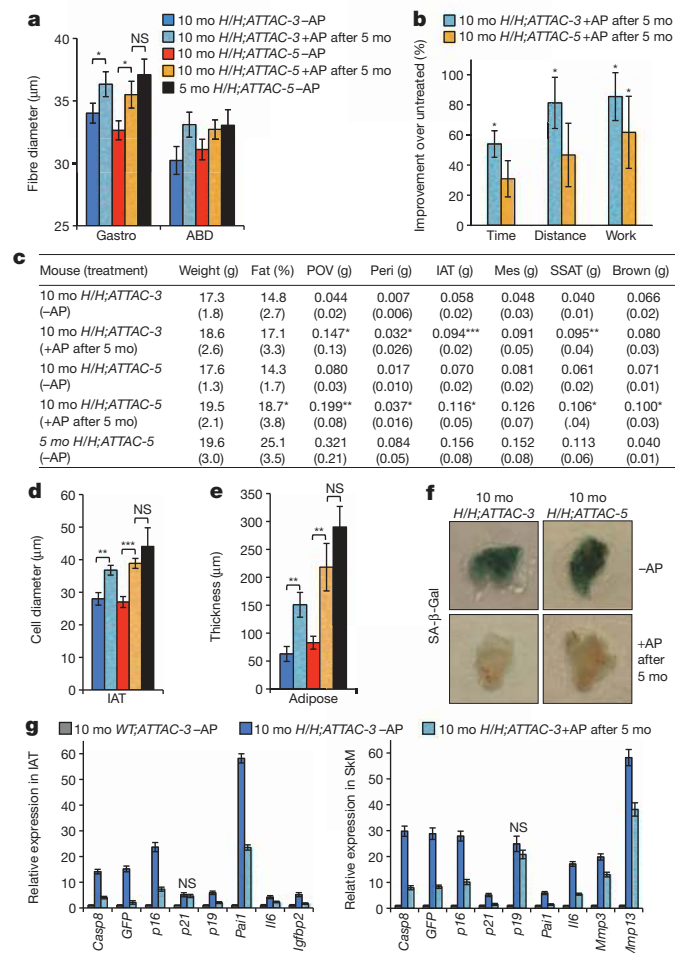 a
10 mo H/H;ATTAC-3–AP
10 mo H/H;ATTAC-3+AP after 5 mo
10 mo H/H;ATTAC-5–AP
10 mo H/H;ATTAC-5+AP after 5 mo
5 mo H/H;ATTAC-5–AP
Fibre diameter (µm)
40
35
30
25
* * NS
Gastro ABD
b
10 mo H/H;ATTAC-3+AP after 5 mo
10 mo H/H;ATTAC-5+AP after 5 mo
Improvement over untreated (%)
100
80
60
40
20
0
* * * *
Time Distance Work
c
Mouse (treatment) Weight (g) Fat (%) POV (g) Peri (g) IAT (g) Mes (g) SSAT (g) Brown (g)
10 mo H/H;ATTAC-3 17.3 14.8 0.044 0.007 0.058 0.048 0.040 0.066
(–AP) (1.8) (2.7) (0.02) (0.006) (0.02) (0.03) (0.01) (0.02)
10 mo H/H;ATTAC-3 18.6 17.1 0.147* 0.032* 0.094*** 0.091 0.095** 0.080
(+AP after 5 mo) (2.6) (3.3) (0.13) (0.026) (0.02) (0.05) (0.04) (0.03)
10 mo H/H;ATTAC-5 17.6 14.3 0.080 0.017 0.070 0.081 0.061 0.071
(–AP) (1.3) (1.7) (0.03) (0.010) (0.02) (0.02) (0.02) (0.01)
10 mo H/H;ATTAC-5 19.5 18.7* 0.199** 0.037* 0.116* 0.126 0.106* 0.100*
(+AP after 5 mo) (2.1) (3.8) (0.08) (0.016) (0.05) (0.07) (.04) (0.03)
5 mo H/H;ATTAC-5 19.6 25.1 0.321 0.084 0.156 0.152 0.113 0.040
(–AP) (3.0) (3.5) (0.21) (0.05) (0.08) (0.08) (0.06) (0.01)
d
Cell diameter (µm)
60
50
40
30
20
10
0
** *** NS
IAT
e
Thickness (µm)
350
300
250
200
150
100
50
0
** ** NS
Adipose
f
10 mo 10 mo
H/H;ATTAC-3 H/H;ATTAC-5
SA-β-Gal
–AP
+AP
after
5 mo
g
10 mo WT;ATTAC-3–AP 10 mo H/H;ATTAC-3–AP 10 mo H/H;ATTAC-3+AP after 5 mo
Relative expression in IAT
60
50
40
30
20
10
0
NS
Casp8 GFP p16 p21 p19 Pai1 Il6 Igfbp2
Relative expression in SkM
60
50
40
30
20
10
0
NS
Casp8 GFP p16 p21 p19 Pai1 Il6 Mmp3 Mmp13